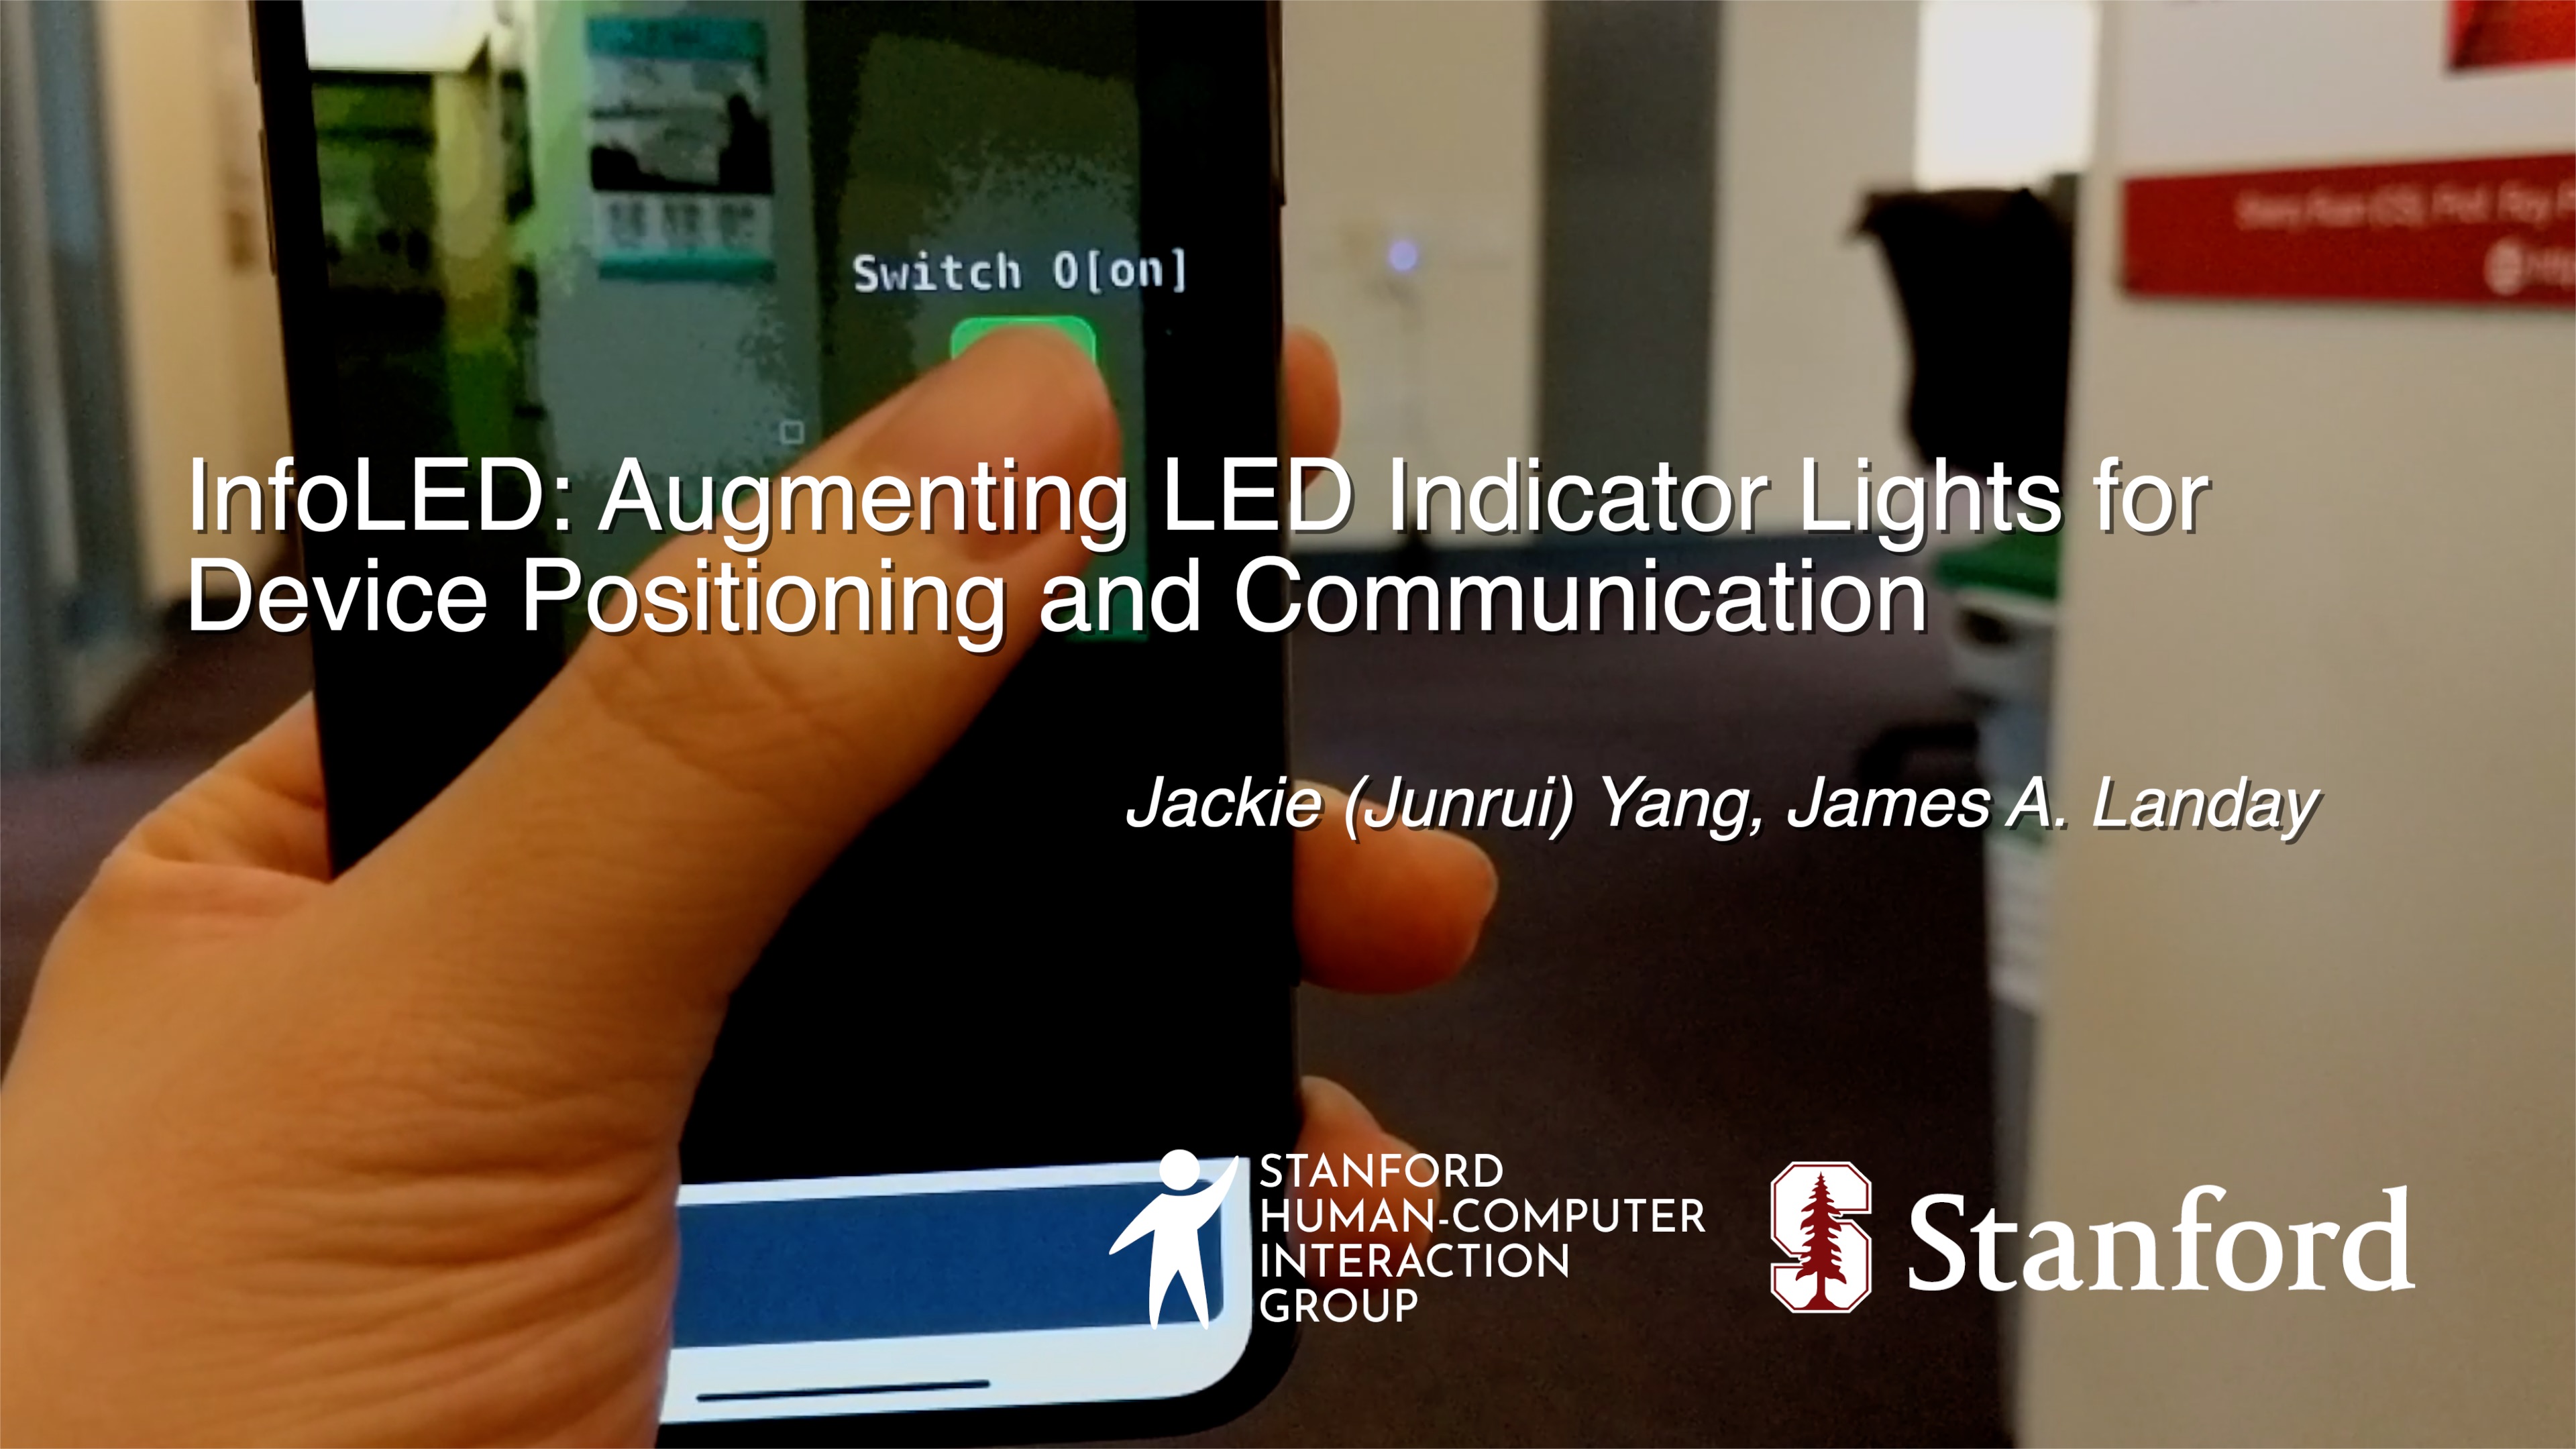 Switch 0[on]
InfoLED: Augmenting LED Indicator Lights for
Device Positioning and Communication
Jackie (Junrui) Yang, James A. Landay
STANFORD
HUMAN-COMPUTER
INTERACTION
GROUP
S
Stanford